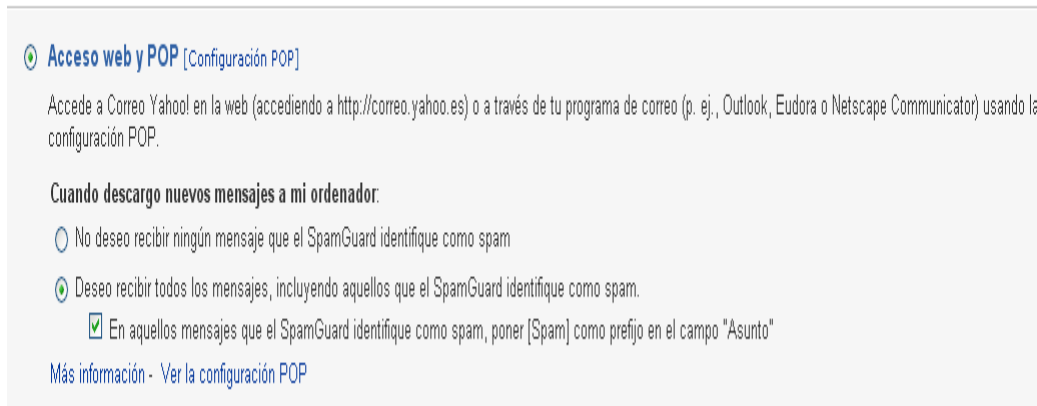 Acceso web y POP [Configuración POP]
Accede a Correo Yahoo! en la web (accediendo a http://correo.yahoo.es) o a través de tu programa de correo (p. ej., Outlook, Eudora o Netscape Communicator) usando la
configuración POP.
Cuando descargo nuevos mensajes a mi ordenador:
No deseo recibir ningún mensaje que el SpamGuard identifique como spam
Deseo recibir todos los mensajes, incluyendo aquellos que el SpamGuard identifique como spam.
En aquellos mensajes que el SpamGuard identifique como spam, poner [Spam] como prefijo en el campo "Asunto"
Más información - Ver la configuración POP